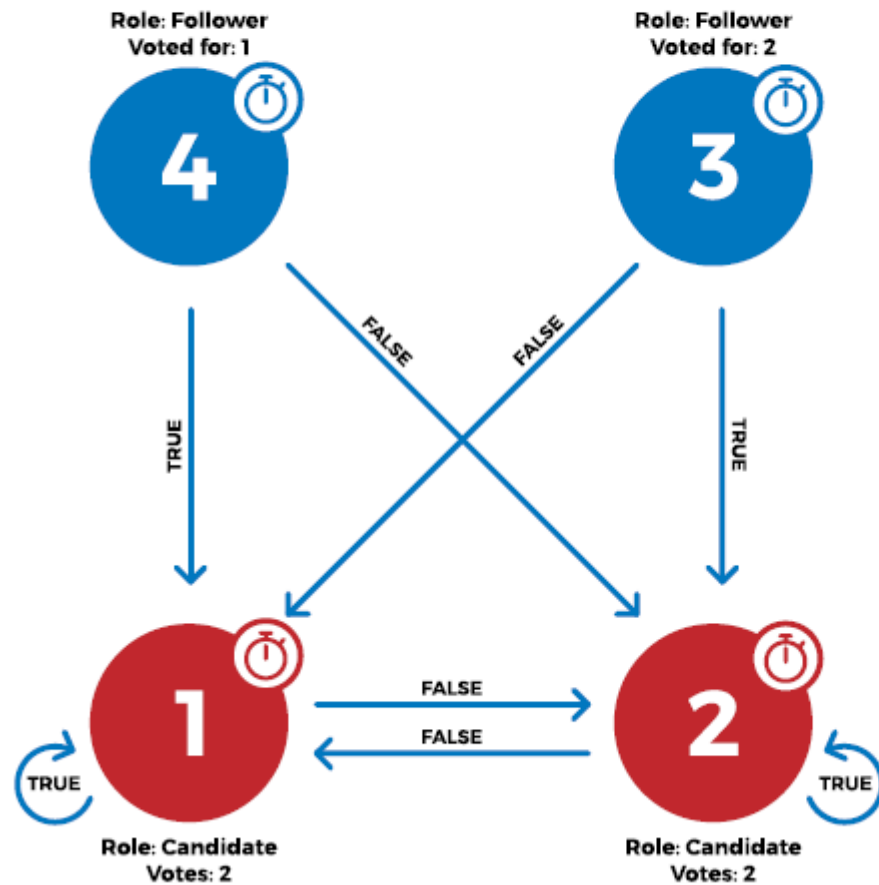 Role: Follower
Voted for: 1
Role: Follower
Voted for: 2
4
3
FALSE
FALSE
TRUE
TRUE
1
FALSE
FALSE
2
TRUE
TRUE
Role: Candidate
Votes: 2
Role: Candidate
Votes: 2